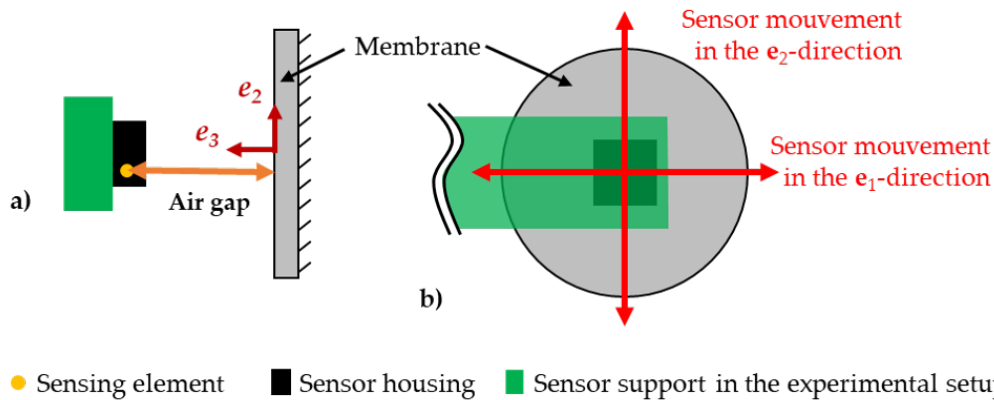 Sensor mouvement
in the e₂-direction
Membrane
e₂
e₃
Sensor mouvement
in the e₁-direction
a)
Air gap
b)
Sensing element
Sensor housing
Sensor support in the experimental setu